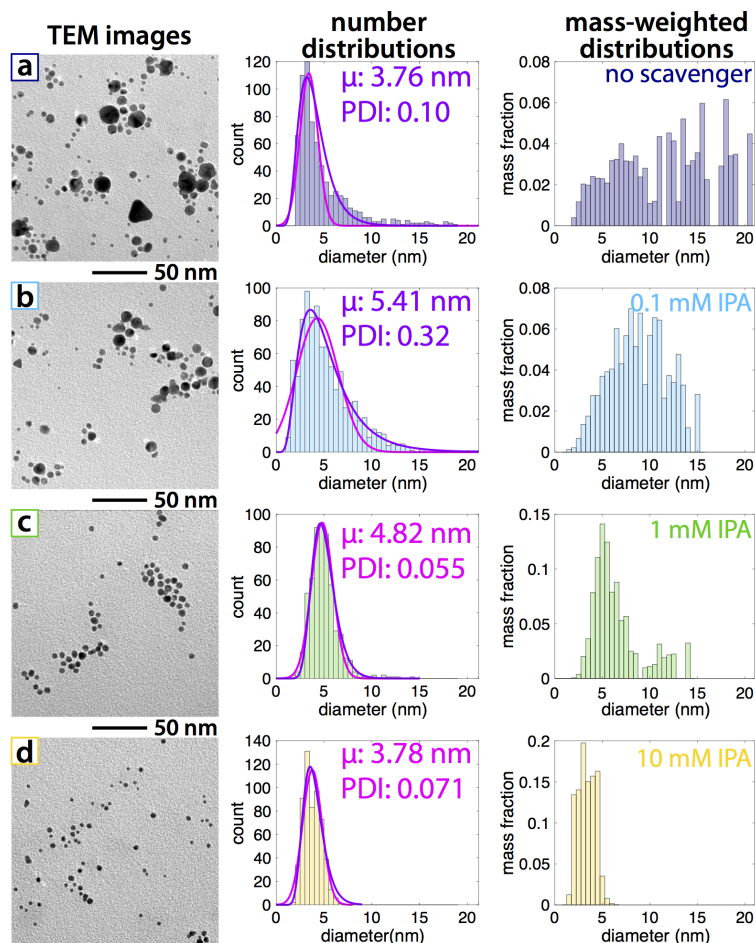 TEM images
number
distributions
mass-weighted
distributions
a
120
100
80
60
40
20
0
count
μ: 3.76 nm
PDI: 0.10
0 5 10 15 20
diameter (nm)
0.08
0.06
0.04
0.02
0
mass fraction
no scavenger
0 5 10 15 20
diameter (nm)
50 nm
b
100
80
60
40
20
0
count
μ: 5.41 nm
PDI: 0.32
0 5 10 15 20
diameter (nm)
0.08
0.06
0.04
0.02
0
mass fraction
0.1 mM IPA
0 5 10 15 20
diameter (nm)
50 nm
c
100
80
60
40
20
0
count
μ: 4.82 nm
PDI: 0.055
0 5 10 15 20
diameter (nm)
0.15
0.1
0.05
0
mass fraction
1 mM IPA
0 5 10 15 20
diameter (nm)
50 nm
d
140
120
100
80
60
40
20
0
count
μ: 3.78 nm
PDI: 0.071
0 5 10 15 20
diameter(nm)
0.2
0.15
0.1
0.05
0
mass fraction
10 mM IPA
0 5 10 15 20
diameter (nm)